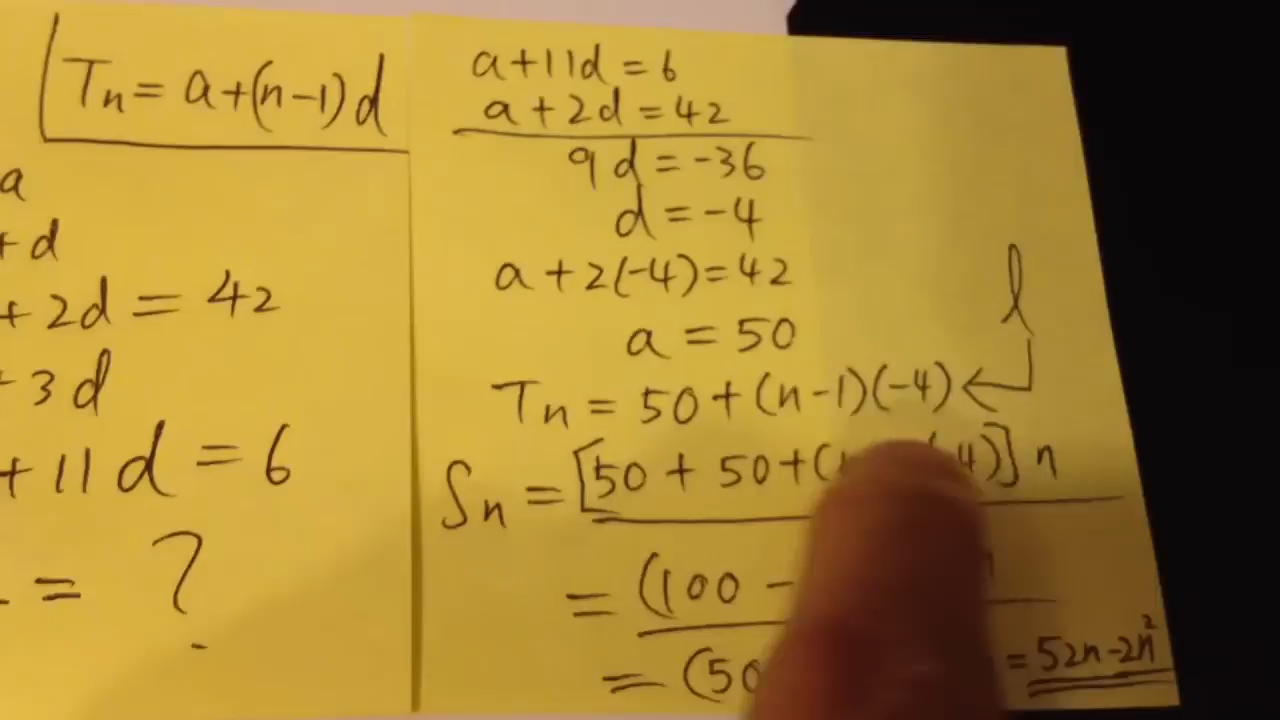 Tn = a+(n-1)d
a
+ d
+ 2d = 42
+ 3d
+ 11d = 6
= ?
a+11d = 6
a + 2d = 42
9d = -36
d = -4
a + 2(-4) = 42
a = 50
l
Tn = 50 + (n-1)(-4) ←
Sn = [50 + 50+( 4)] n
= (100 -
= (50
= 52n-2n²